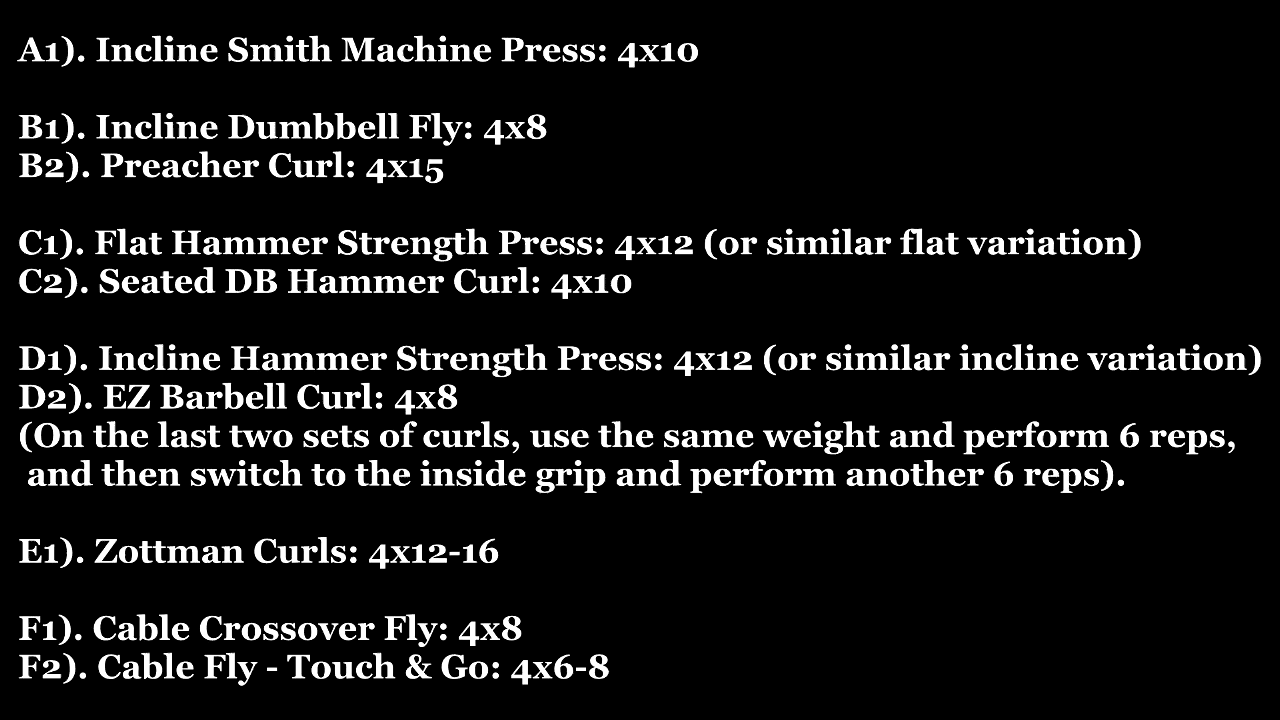 A1). Incline Smith Machine Press: 4x10
B1). Incline Dumbbell Fly: 4x8
B2). Preacher Curl: 4x15
C1). Flat Hammer Strength Press: 4x12 (or similar flat variation)
C2). Seated DB Hammer Curl: 4x10
D1). Incline Hammer Strength Press: 4x12 (or similar incline variation)
D2). EZ Barbell Curl: 4x8
(On the last two sets of curls, use the same weight and perform 6 reps,
and then switch to the inside grip and perform another 6 reps).
E1). Zottman Curls: 4x12-16
F1). Cable Crossover Fly: 4x8
F2). Cable Fly - Touch & Go: 4x6-8